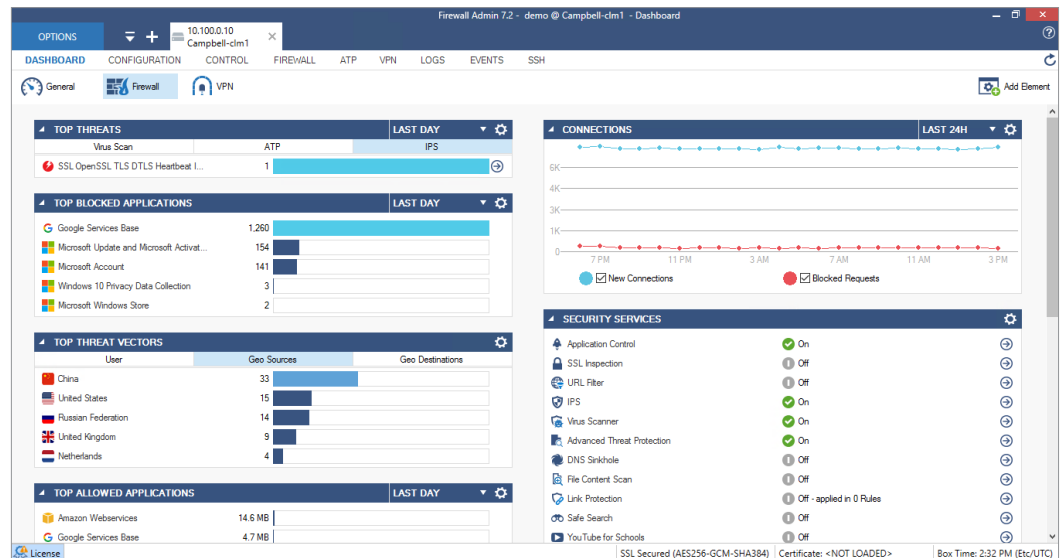 Firewall Admin 7.2 - demo @ Campbell-clm1 - Dashboard
OPTIONS
10.100.0.10
Campbell-clm1
DASHBOARD CONFIGURATION CONTROL FIREWALL ATP VPN LOGS EVENTS SSH
General Firewall VPN Add Element
TOP THREATS LAST DAY
Virus Scan ATP IPS
SSL OpenSSL TLS DTLS Heartbeat I... 1
TOP BLOCKED APPLICATIONS LAST DAY
Google Services Base 1,260
Microsoft Update and Microsoft Activat... 154
Microsoft Account 141
Windows 10 Privacy Data Collection 3
Microsoft Windows Store 2
TOP THREAT VECTORS
User Geo Sources Geo Destinations
China 33
United States 15
Russian Federation 14
United Kingdom 9
Netherlands 4
TOP ALLOWED APPLICATIONS LAST DAY
Amazon Webservices 14.6 MB
Google Services Base 4.7 MB
CONNECTIONS LAST 24H
6K
4K
3K
1K
0
7 PM 11 PM 3 AM 7 AM 11 AM 3 PM
New Connections Blocked Requests
SECURITY SERVICES
Application Control On
SSL Inspection Off
URL Filter Off
IPS On
Virus Scanner On
Advanced Threat Protection On
DNS Sinkhole Off
File Content Scan Off
Link Protection Off - applied in 0 Rules
Safe Search Off
YouTube for Schools Off
License SSL Secured (AES256-GCM-SHA384) Certificate: <NOT LOADED> Box Time: 2:32 PM (Etc/UTC)